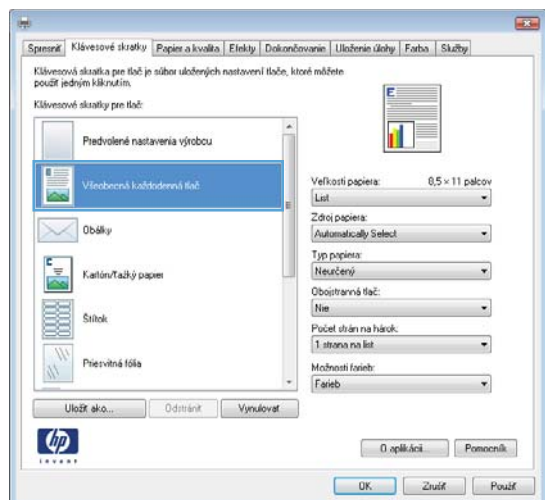 Spresniť Klávesové skratky Papier a kvalita Efekty Dokončovanie Uloženie úlohy Farba Služby
Klávesová skratka pre tlač je súbor uložených nastavení tlače, ktoré môžete
použiť jedným kliknutím.
Klávesové skratky pre tlač:
Predvolené nastavenia výrobcu
Všeobecná každodenná tlač
Obálky
Kartón/Ťažký papier
Štítok
Priesvitná fólia
Uložiť ako... Odstrániť Vynulovať
E
Veľkosti papiera: 8,5 × 11 palcov
List
Zdroj papiera:
Automatically Select
Typ papiera:
Neurčený
Obojstranná tlač:
Nie
Počet strán na hárok:
1 strana na list
Možnosti farieb:
Farieb
hp
invent
O aplikácii... Pomocník
OK Zrušiť Použiť